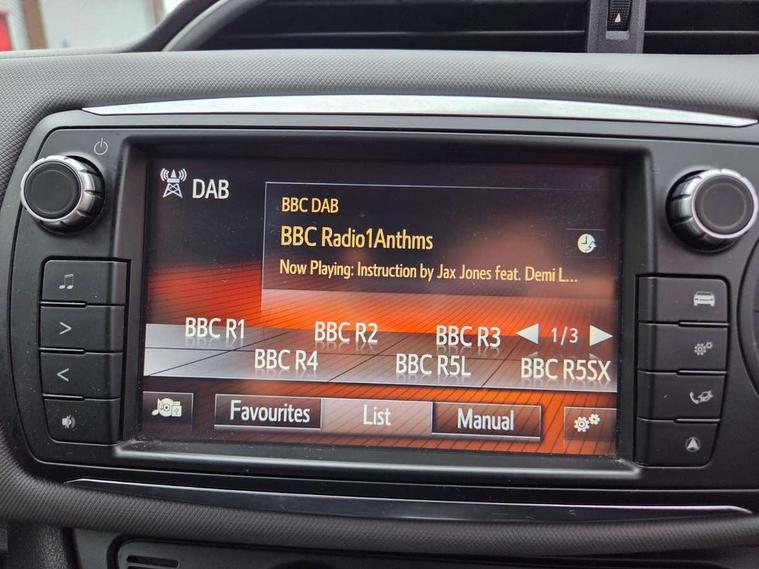 DAB
BBC DAB
BBC Radio1Anthms
Now Playing: Instruction by Jax Jones feat. Demi L...
BBC R1 BBC R2 BBC R3 1/3
BBC R4 BBC R5L BBC R5SX
Favourites List Manual